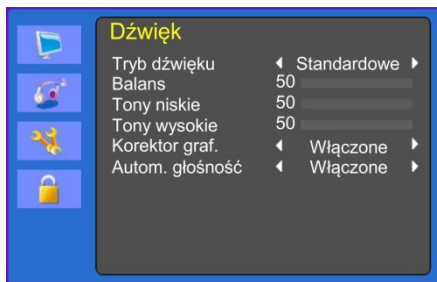 Dźwięk
Tryb dźwięku Standardowe
Balans 50
Tony niskie 50
Tony wysokie 50
Korektor graf. Włączone
Autom. głośność Włączone